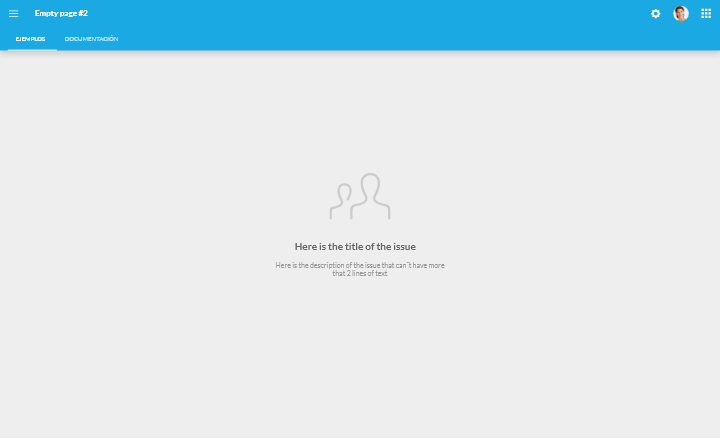 Empty page #2
EJEMPLOS
DOCUMENTACIÓN
Here is the title of the issue
Here is the description of the issue that can´t have more
that 2 lines of text